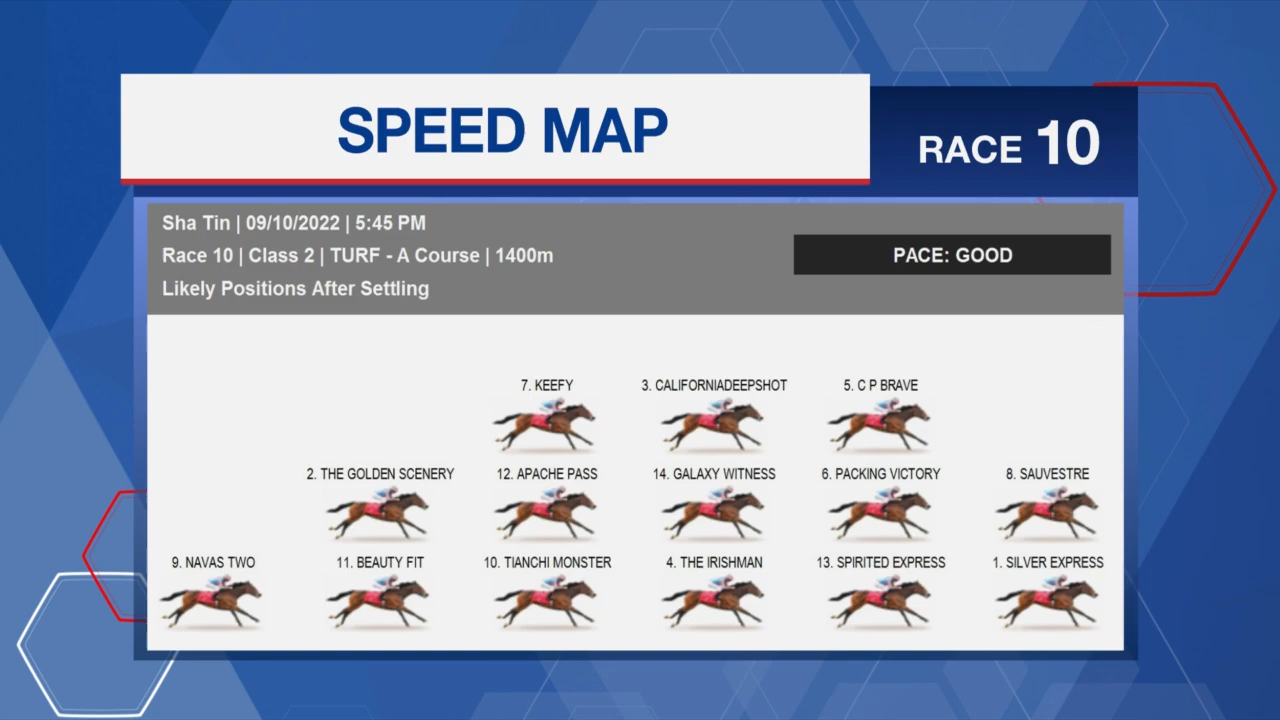 SPEED MAP
RACE 10
Sha Tin | 09/10/2022 | 5:45 PM
Race 10 | Class 2 | TURF - A Course | 1400m
PACE: GOOD
Likely Positions After Settling
7. KEEFY 3. CALIFORNIADEEPSHOT 5. C P BRAVE
2. THE GOLDEN SCENERY 12. APACHE PASS 14. GALAXY WITNESS 6. PACKING VICTORY 8. SAUVESTRE
9. NAVAS TWO 11. BEAUTY FIT 10. TIANCHI MONSTER 4. THE IRISHMAN 13. SPIRITED EXPRESS 1. SILVER EXPRESS